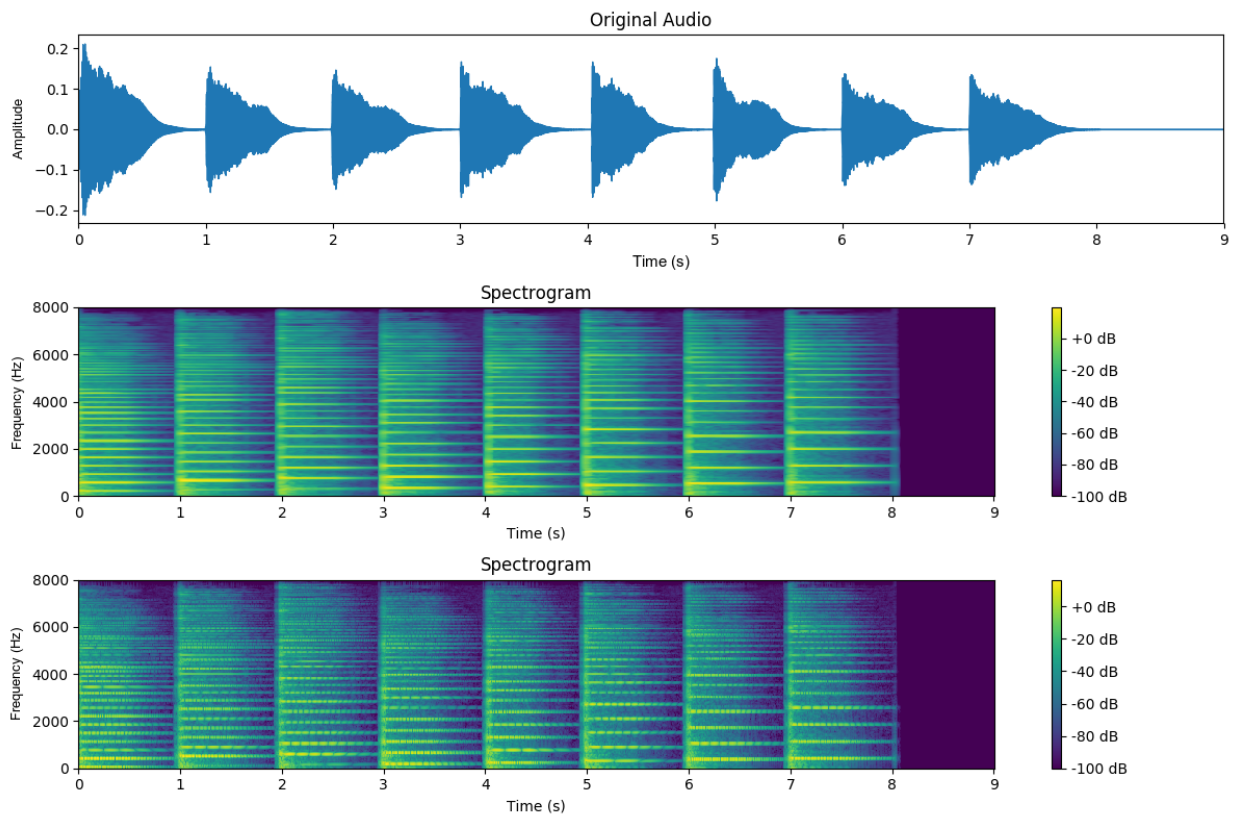 Original Audio
0.2
0.1
0.0
−0.1
−0.2
Amplitude
0 1 2 3 4 5 6 7 8 9
Time (s)
Spectrogram
8000
6000
4000
2000
0
Frequency (Hz)
0 1 2 3 4 5 6 7 8 9
Time (s)
+0 dB
-20 dB
-40 dB
-60 dB
-80 dB
-100 dB
Spectrogram
8000
6000
4000
2000
0
Frequency (Hz)
0 1 2 3 4 5 6 7 8 9
Time (s)
+0 dB
-20 dB
-40 dB
-60 dB
-80 dB
-100 dB